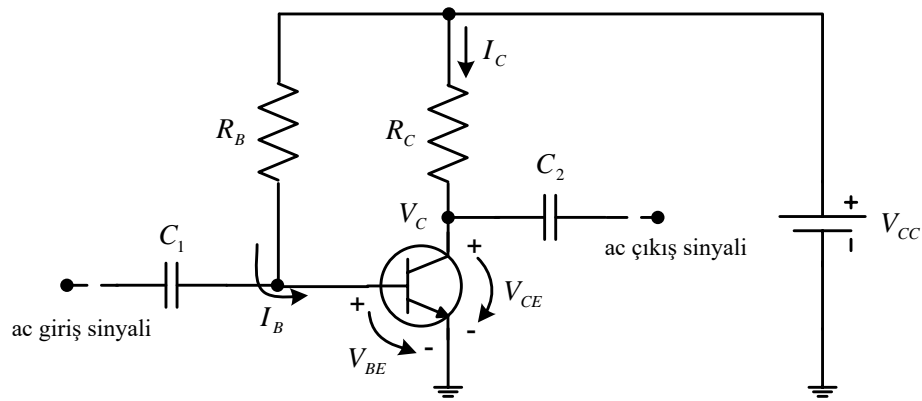 I_C
R_B
R_C
C_2
V_C
+
ac çıkış sinyali
V_CC
C_1
+
V_CE
+
-
ac giriş sinyali
I_B
V_BE
-